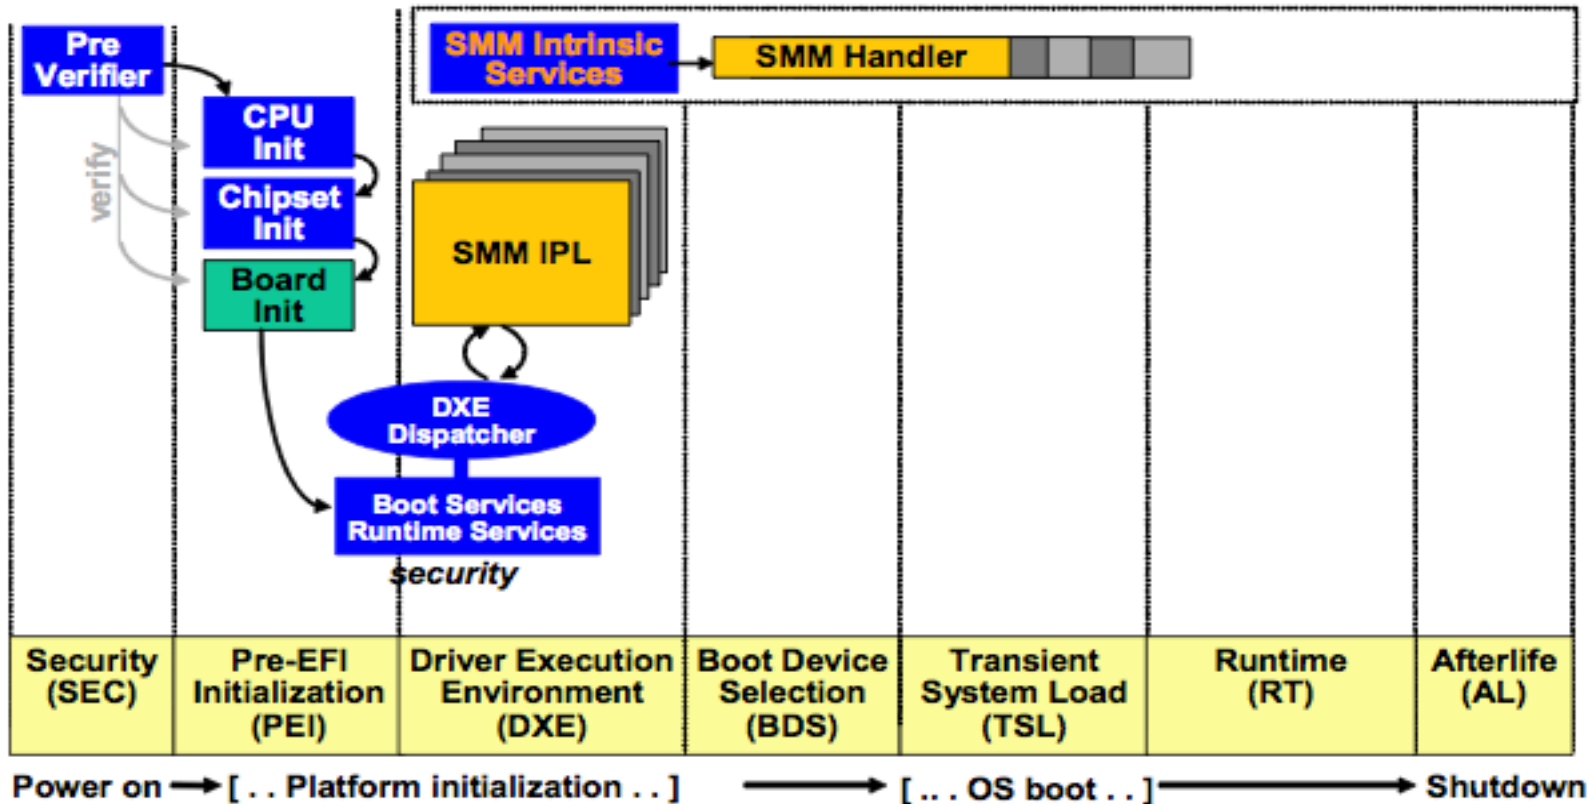 Pre
Verifier
SMM Intrinsic
Services
SMM Handler
CPU
Init
verify
Chipset
Init
SMM IPL
Board
Init
DXE
Dispatcher
Boot Services
Runtime Services
security
Security
(SEC)
Pre-EFI
Initialization
(PEI)
Driver Execution
Environment
(DXE)
Boot Device
Selection
(BDS)
Transient
System Load
(TSL)
Runtime
(RT)
Afterlife
(AL)
Power on
[ . . Platform initialization . . ]
[ ... . OS boot . . ]
Shutdown